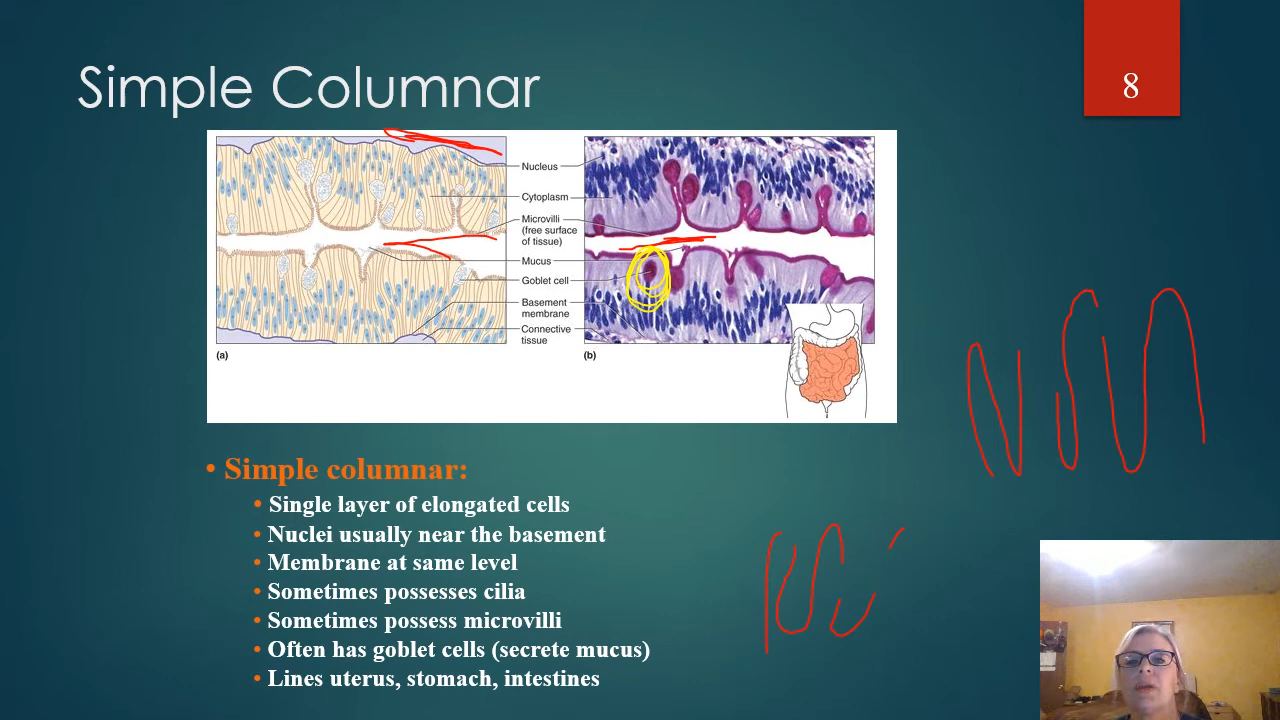 Simple Columnar
8
Nucleus
Cytoplasm
Microvilli
(free surface
of tissue)
Mucus
Goblet cell
Basement
membrane
Connective
tissue
(a)
(b)
• Simple columnar:
• Single layer of elongated cells
• Nuclei usually near the basement
• Membrane at same level
• Sometimes possesses cilia
• Sometimes possess microvilli
• Often has goblet cells (secrete mucus)
• Lines uterus, stomach, intestines